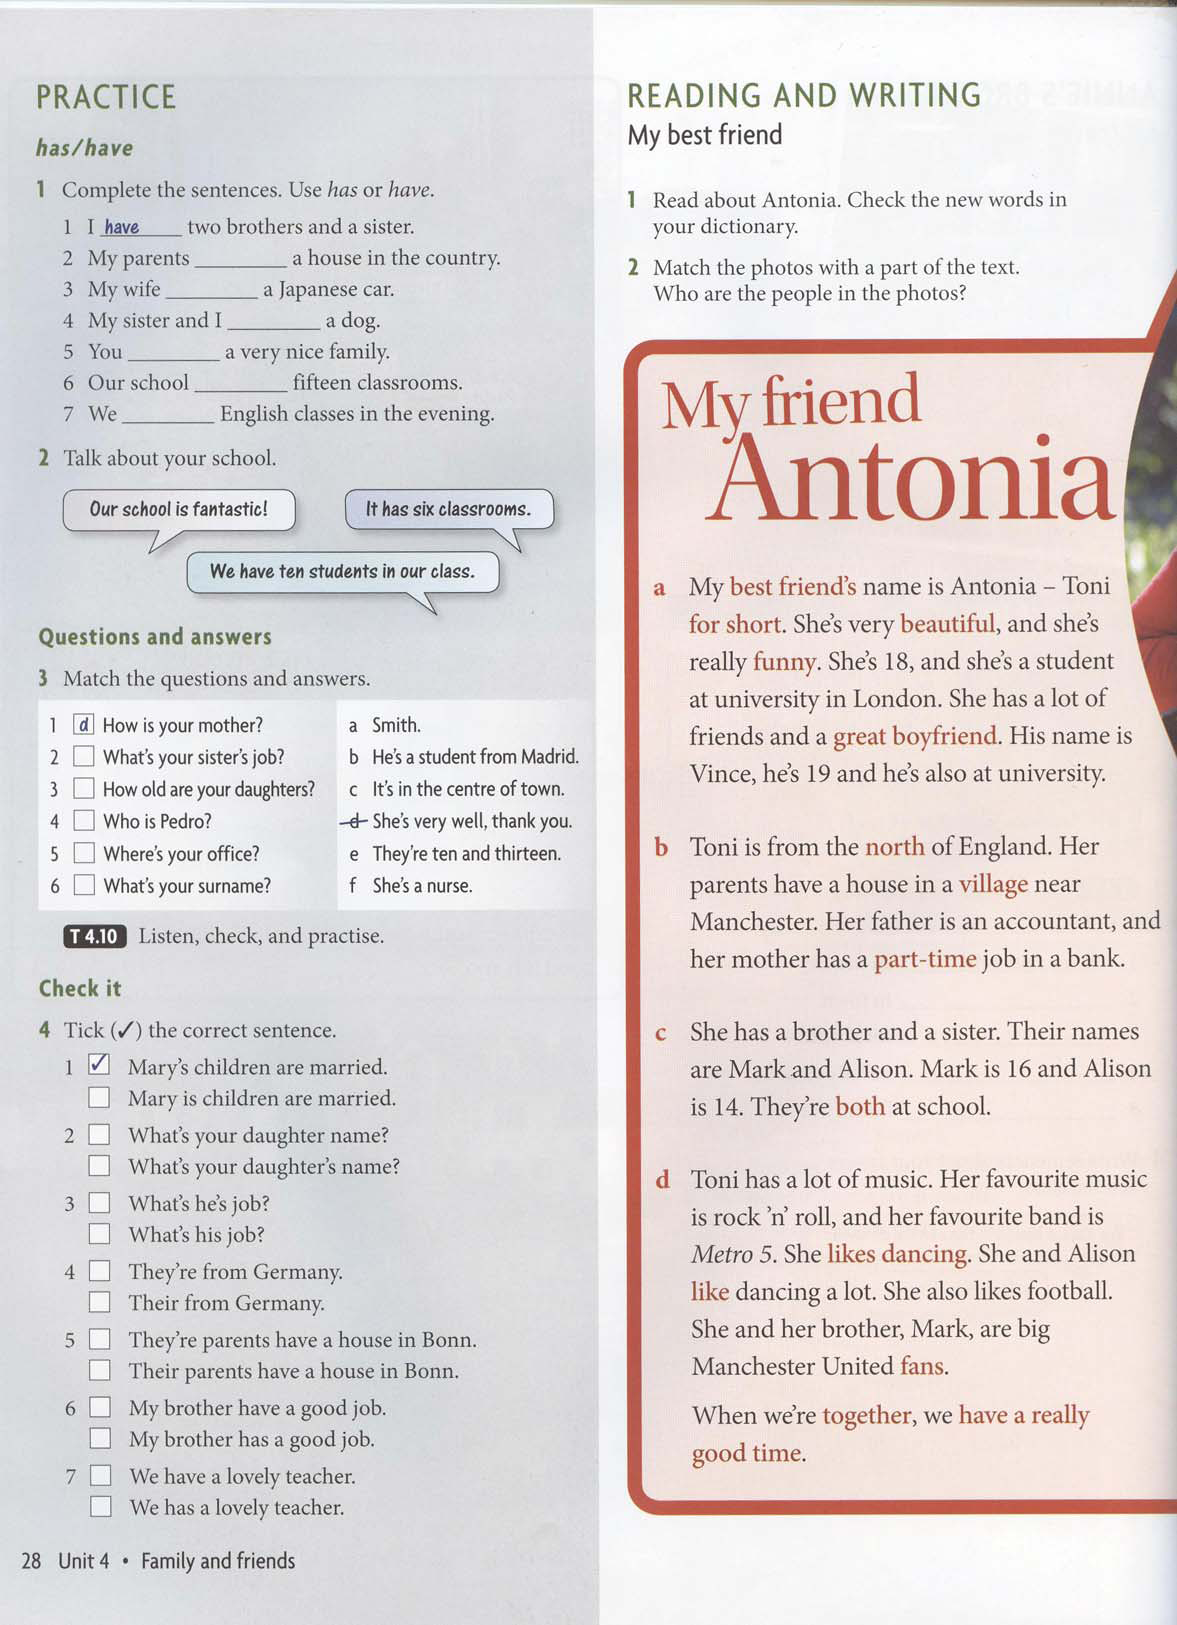 PRACTICE
has/have
1 Complete the sentences. Use has or have.
1 I have two brothers and a sister.
2 My parents _________ a house in the country.
3 My wife _________ a Japanese car.
4 My sister and I _________ a dog.
5 You _________ a very nice family.
6 Our school _________ fifteen classrooms.
7 We _________ English classes in the evening.
2 Talk about your school.
Our school is fantastic!
It has six classrooms.
We have ten students in our class.
Questions and answers
3 Match the questions and answers.
1 d How is your mother?
2 What's your sister's job?
3 How old are your daughters?
4 Who is Pedro?
5 Where's your office?
6 What's your surname?
a Smith.
b He's a student from Madrid.
c It's in the centre of town.
d She's very well, thank you.
e They're ten and thirteen.
f She's a nurse.
T 4.10 Listen, check, and practise.
Check it
4 Tick (✓) the correct sentence.
1 ✓ Mary's children are married.
Mary is children are married.
2 What's your daughter name?
What's your daughter's name?
3 What's he's job?
What's his job?
4 They're from Germany.
Their from Germany.
5 They're parents have a house in Bonn.
Their parents have a house in Bonn.
6 My brother have a good job.
My brother has a good job.
7 We have a lovely teacher.
We has a lovely teacher.
28 Unit 4 • Family and friends
READING AND WRITING
My best friend
1 Read about Antonia. Check the new words in
your dictionary.
2 Match the photos with a part of the text.
Who are the people in the photos?
My friend
Antonia
a My best friend's name is Antonia – Toni
for short. She's very beautiful, and she's
really funny. She's 18, and she's a student
at university in London. She has a lot of
friends and a great boyfriend. His name is
Vince, he's 19 and he's also at university.
b Toni is from the north of England. Her
parents have a house in a village near
Manchester. Her father is an accountant, and
her mother has a part-time job in a bank.
c She has a brother and a sister. Their names
are Mark and Alison. Mark is 16 and Alison
is 14. They're both at school.
d Toni has a lot of music. Her favourite music
is rock 'n' roll, and her favourite band is
Metro 5. She likes dancing. She and Alison
like dancing a lot. She also likes football.
She and her brother, Mark, are big
Manchester United fans.
When we're together, we have a really
good time.